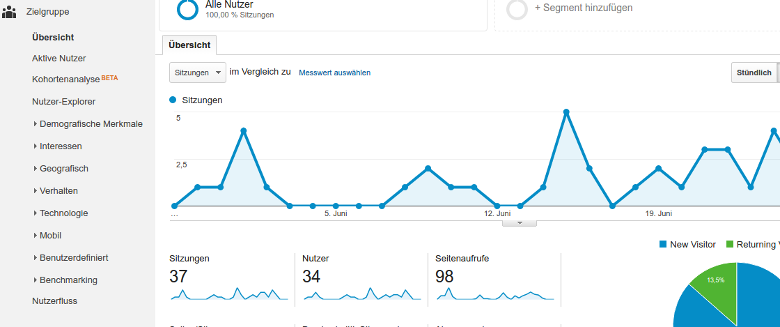 Zielgruppe
Übersicht
Aktive Nutzer
Kohortenanalyse BETA
Nutzer-Explorer
Demografische Merkmale
Interessen
Geografisch
Verhalten
Technologie
Mobil
Benutzerdefiniert
Benchmarking
Nutzerfluss
Alle Nutzer
100,00 % Sitzungen
+ Segment hinzufügen
Übersicht
Sitzungen im Vergleich zu Messwert auswählen
Stündlich
Sitzungen
5
2,5
... 5. Juni 12. Juni 19. Juni
New Visitor Returning
Sitzungen
37
Nutzer
34
Seitenaufrufe
98
13,5%